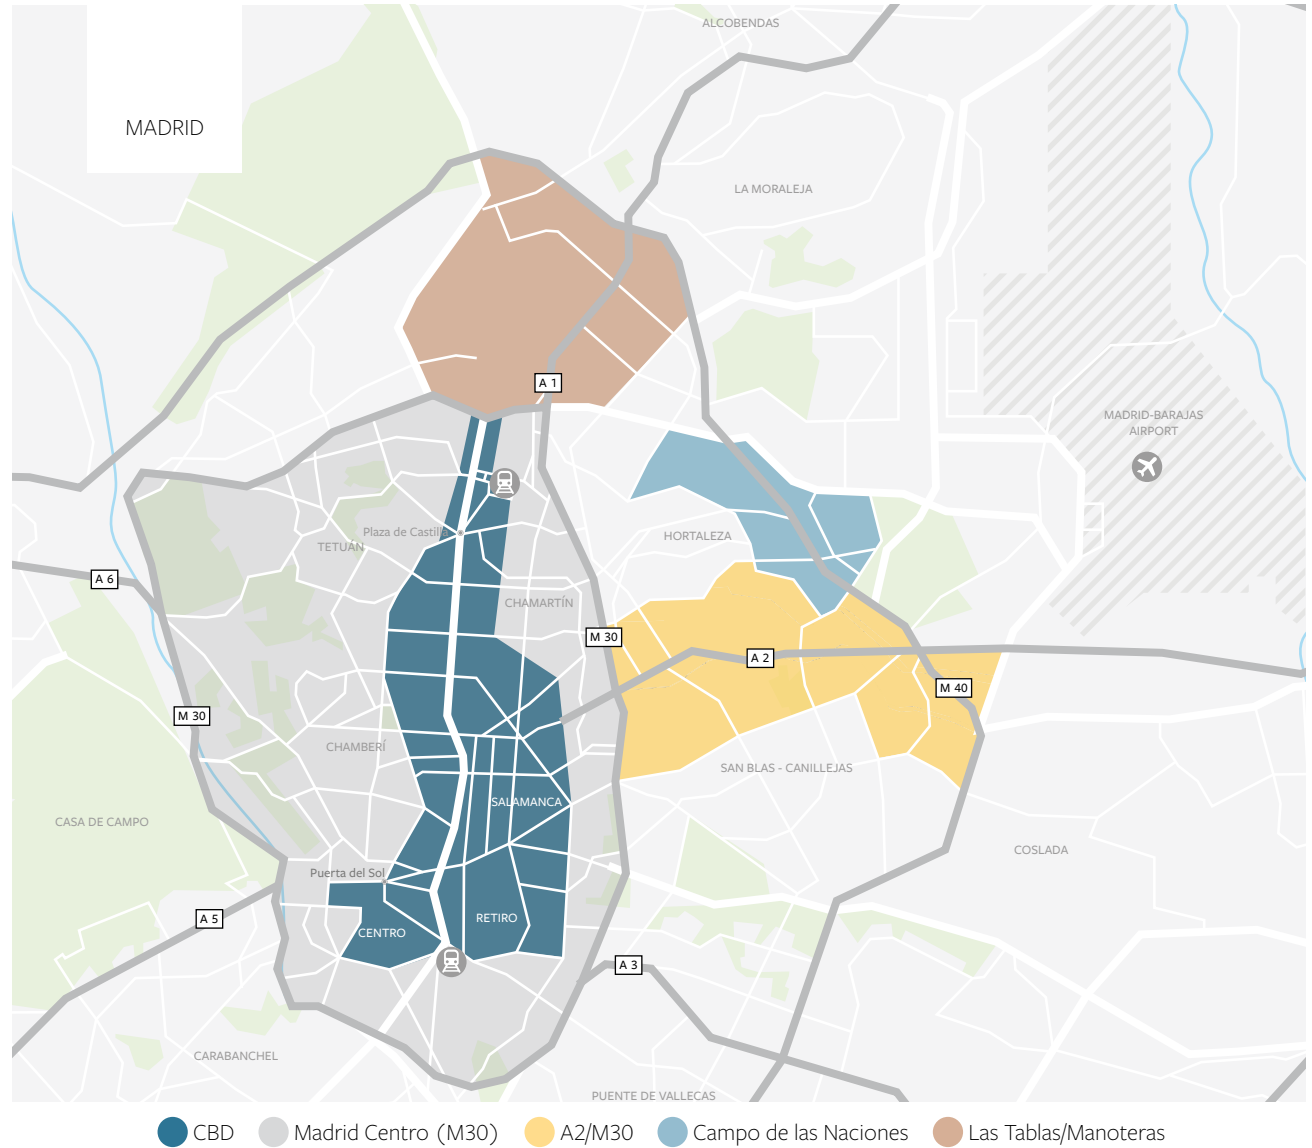 ALCOBENDAS
MADRID
LA MORALEJA
A 1
MADRID-BARAJAS
AIRPORT
Plaza de Castilla
TETUÁN
HORTALEZA
A 6
CHAMARTÍN
M 30
A 2
M 40
M 30
CHAMBERÍ
SAN BLAS - CANILLEJAS
SALAMANCA
CASA DE CAMPO
COSLADA
Puerta del Sol
A 5
RETIRO
CENTRO
A 3
CARABANCHEL
PUENTE DE VALLECAS
CBD
Madrid Centro (M30)
A2/M30
Campo de las Naciones
Las Tablas/Manoteras